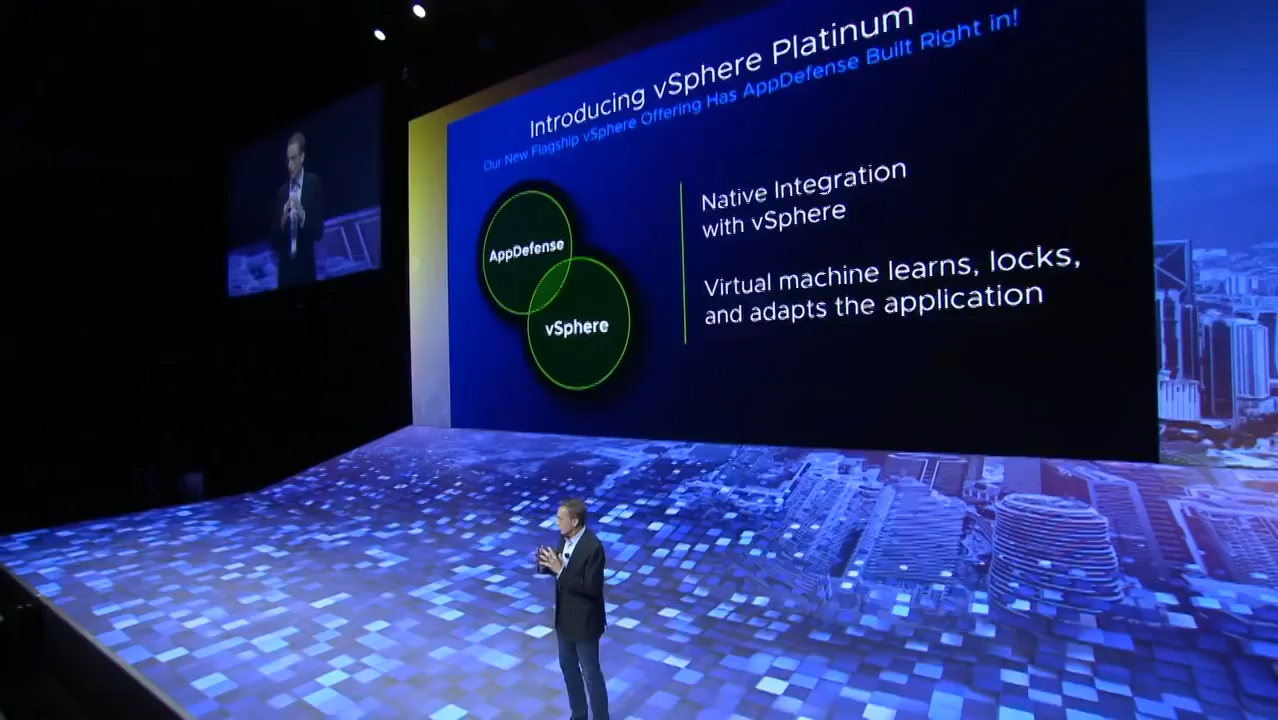 Introducing vSphere Platinum
Our New Flagship vSphere Offering Has AppDefense Built Right in!
AppDefense
vSphere
Native Integration
with vSphere
Virtual machine learns, locks,
and adapts the application